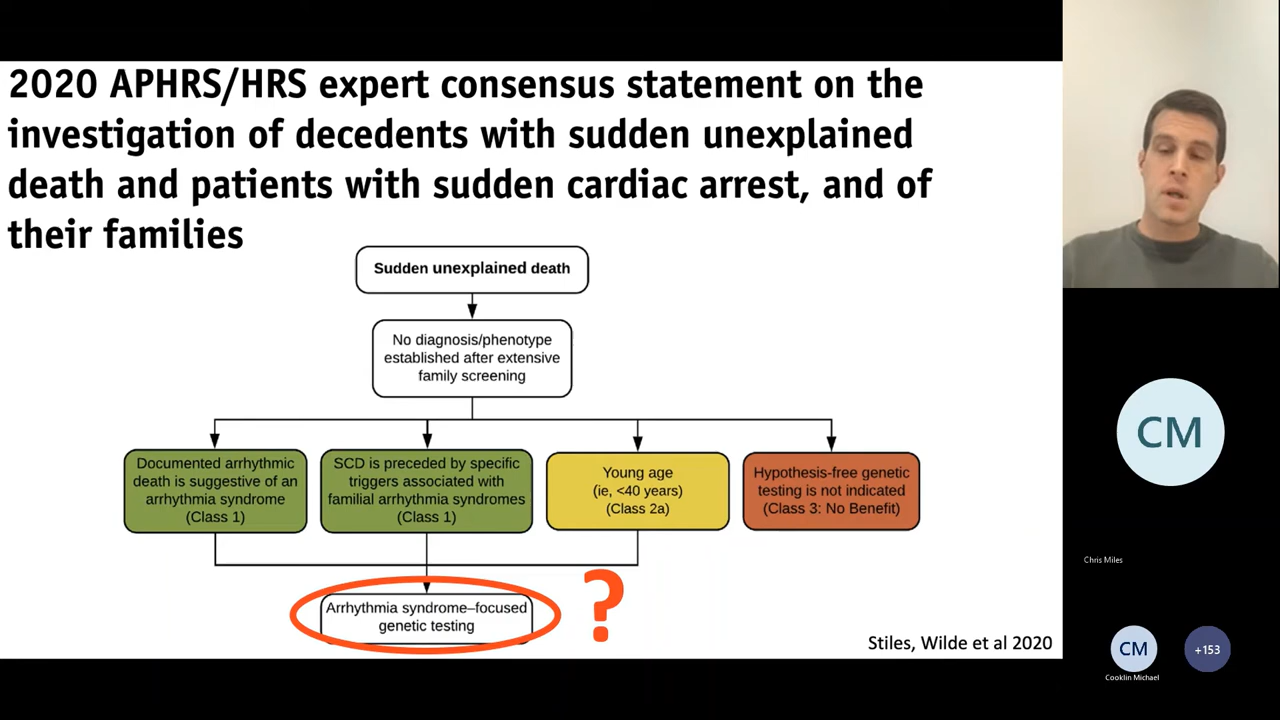 2020 APHRS/HRS expert consensus statement on the
investigation of decedents with sudden unexplained
death and patients with sudden cardiac arrest, and of
their families
Sudden unexplained death
No diagnosis/phenotype
established after extensive
family screening
Documented arrhythmic
death is suggestive of an
arrhythmia syndrome
(Class 1)
SCD is preceded by specific
triggers associated with
familial arrhythmia syndromes
(Class 1)
Young age
(ie, <40 years)
(Class 2a)
Hypothesis-free genetic
testing is not indicated
(Class 3: No Benefit)
Arrhythmia syndrome–focused
genetic testing
?
Stiles, Wilde et al 2020
CM
Chris Miles
CM
+153
Cooklin Michael